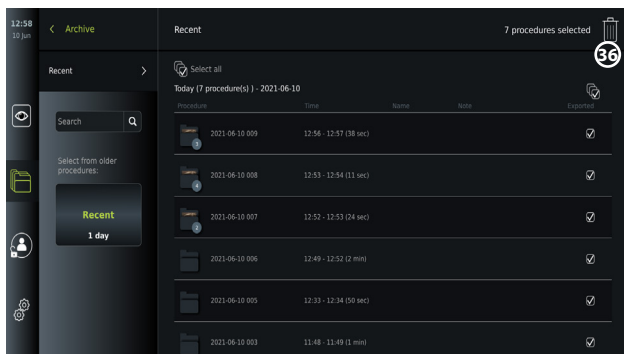 12:58
10 Jun
Archive
Recent
7 procedures selected
36
Recent
Select all
Today (7 procedure(s) ) - 2021-06-10
Procedure Time Name Note Exported
Search
2021-06-10 009 12:56 - 12:57 (38 sec)
3
Select from older
procedures:
2021-06-10 008 12:53 - 12:54 (11 sec)
4
Recent
1 day
2021-06-10 007 12:52 - 12:53 (24 sec)
2
2021-06-10 006 12:49 - 12:52 (2 min)
2021-06-10 005 12:33 - 12:34 (50 sec)
2021-06-10 003 11:48 - 11:49 (1 min)